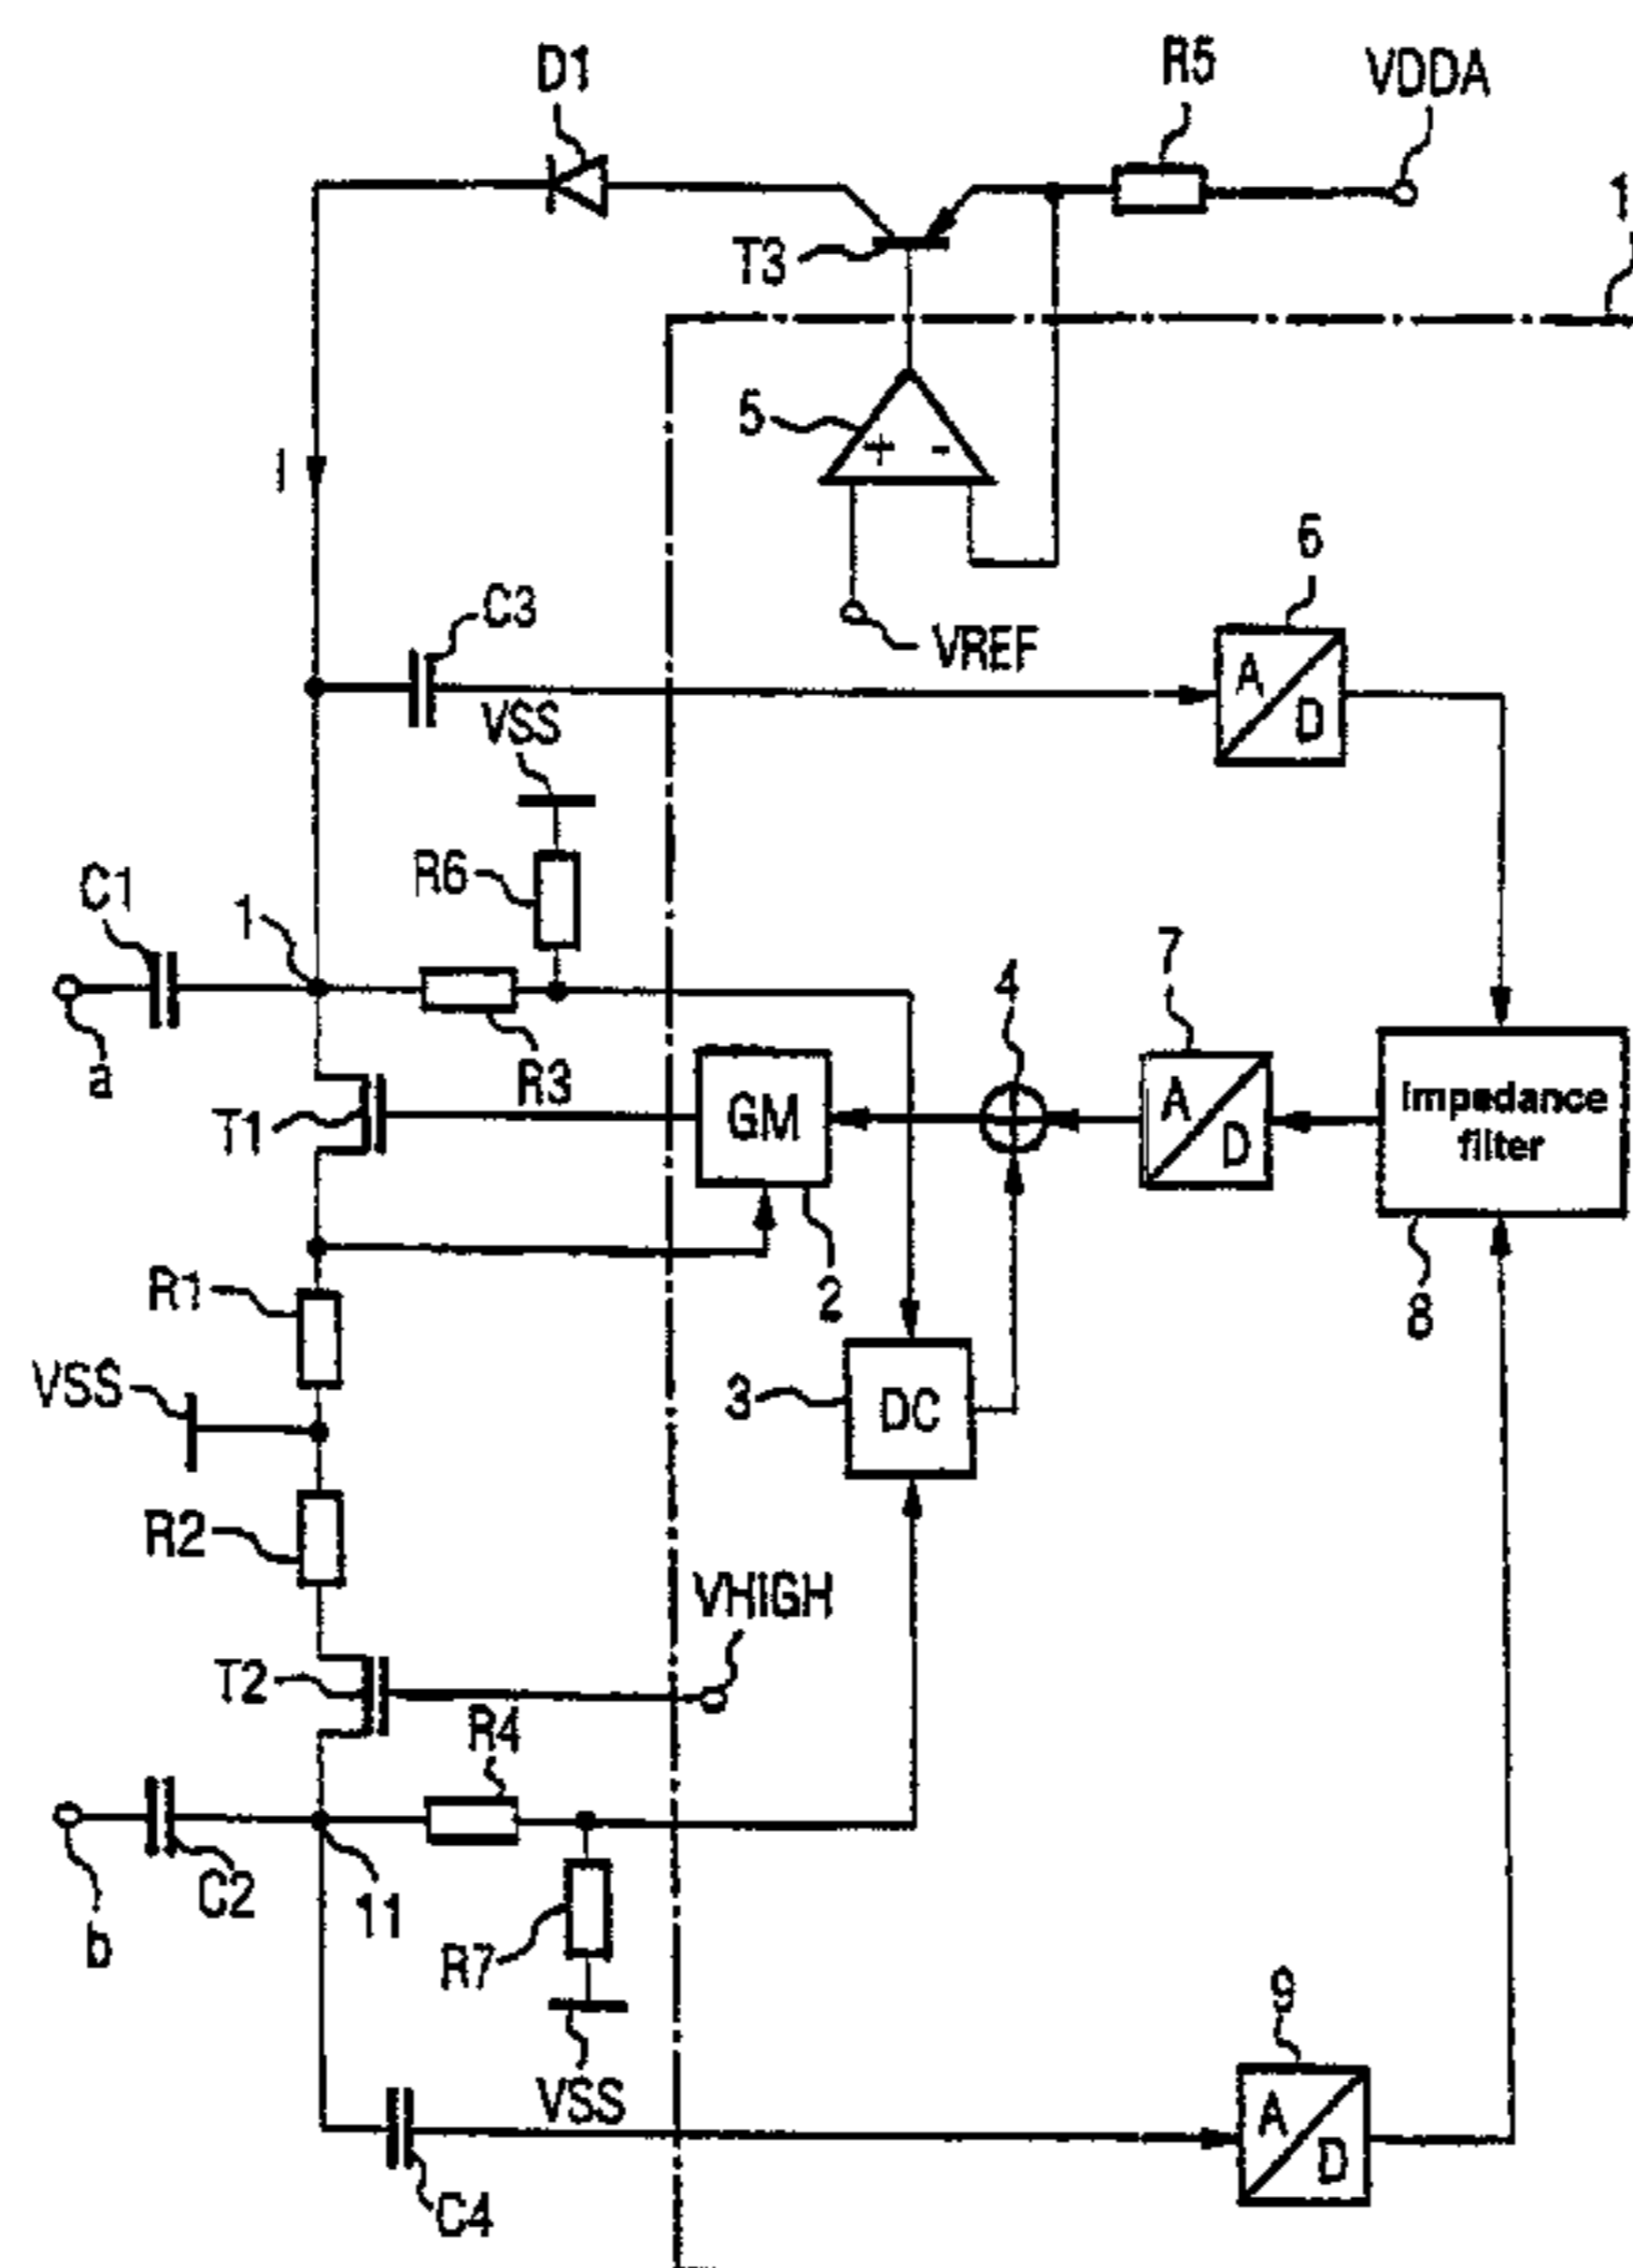 D1
R5
VDDA
1
T3
5
+ -
I
6
C3
VREF
A
D
VSS
C1
1
R6
7
4
a
R3
T1
GM
A
D
Impedance
filter
R1
2
8
VSS
3
DC
R2
VHIGH
T2
R4
b
C2
11
R7
9
VSS
A
D
C4